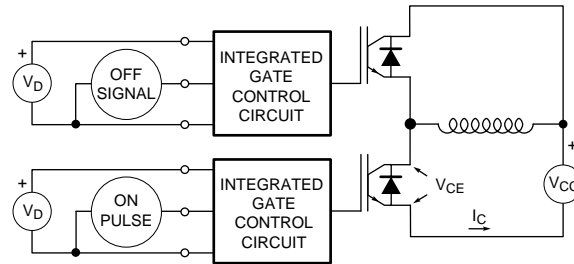 +
V_D
OFF
SIGNAL
INTEGRATED
GATE
CONTROL
CIRCUIT
+
V_D
ON
PULSE
INTEGRATED
GATE
CONTROL
CIRCUIT
V_CE
I_C
+
V_CC